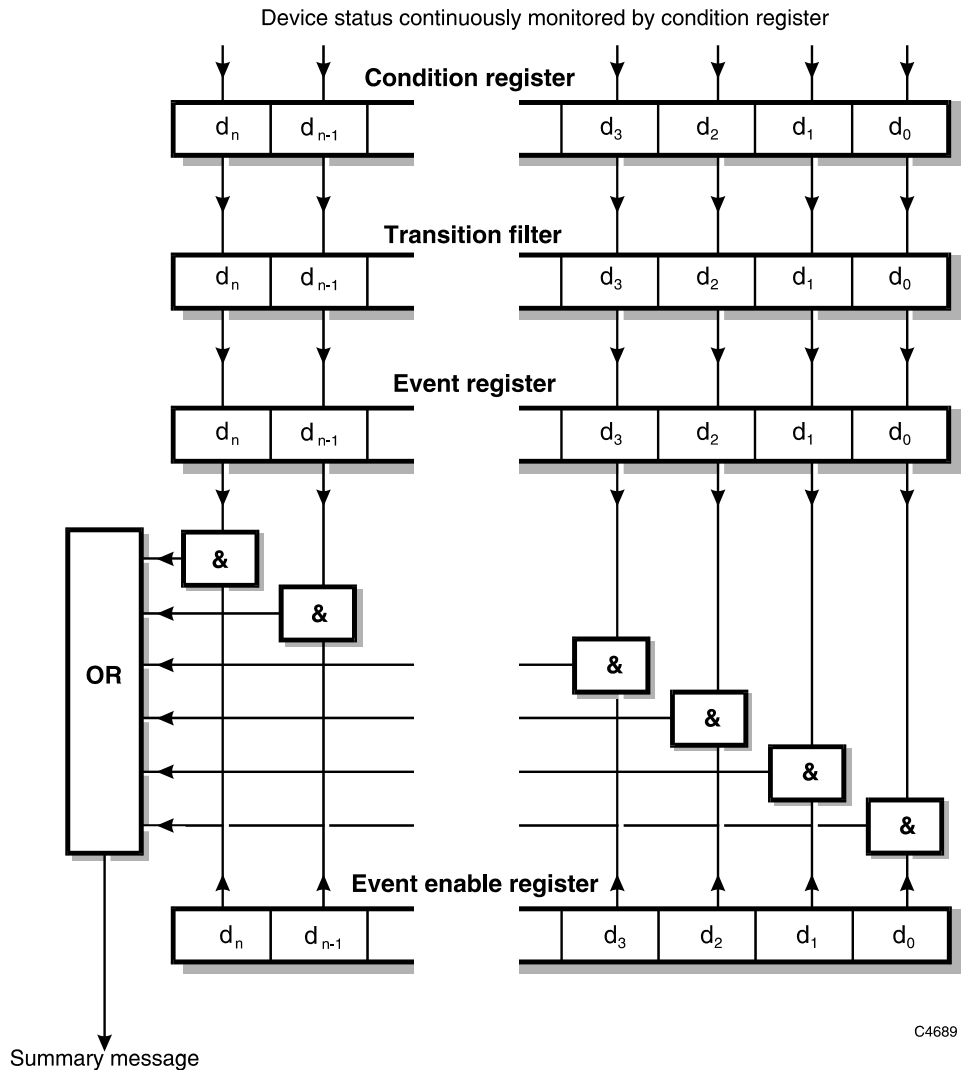 Device status continuously monitored by condition register
Condition register
dn dn-1 d3 d2 d1 d0
Transition filter
dn dn-1 d3 d2 d1 d0
Event register
dn dn-1 d3 d2 d1 d0
&
&
&
OR
&
&
&
Event enable register
dn dn-1 d3 d2 d1 d0
C4689
Summary message